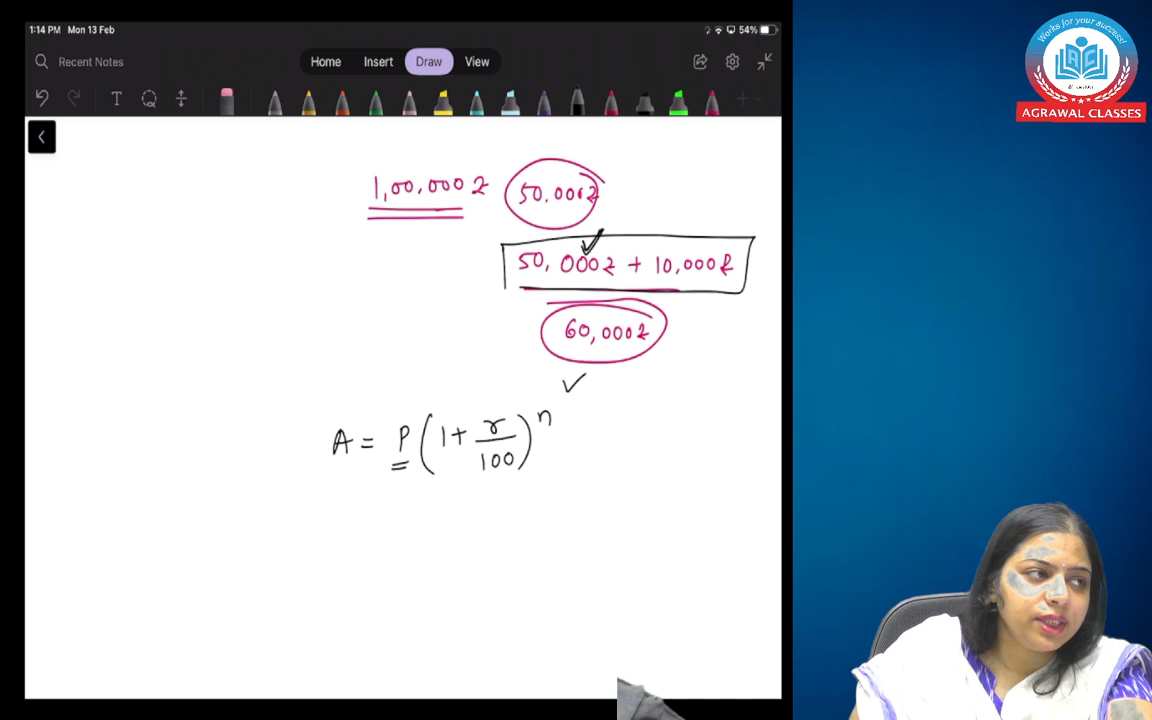 1:14 PM Mon 13 Feb
54%
Recent Notes
Home Insert Draw View
T
1,00,000₹ 50,000₹
50,000₹ + 10,000₹
60,000₹
A = P(1 + r/100)^n
Works for your success!
AC
AGRAWAL CLASSES